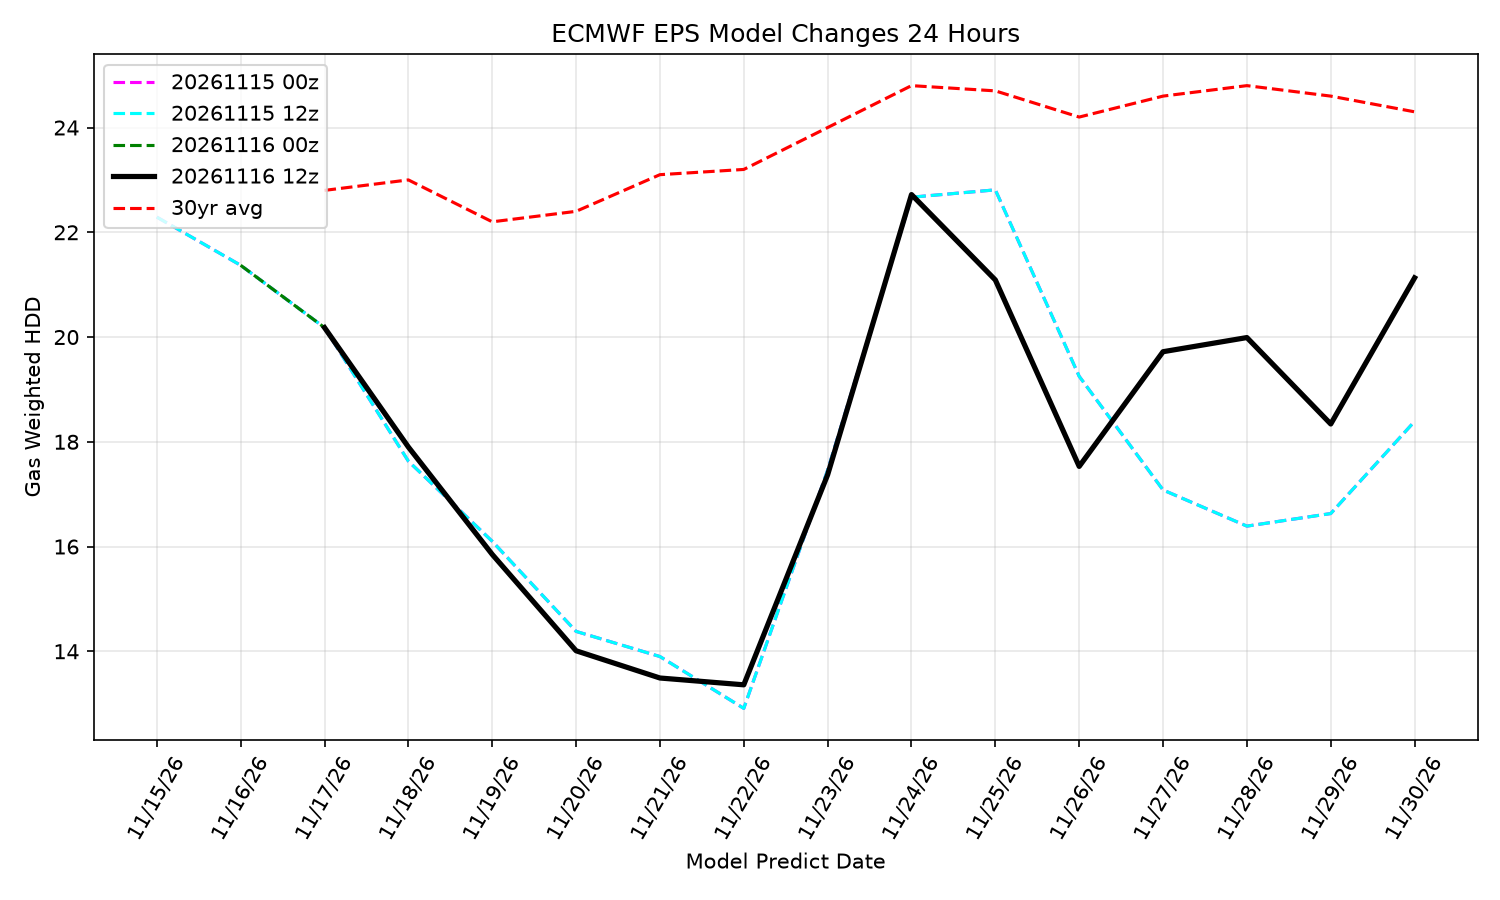 ECMWF EPS Model Changes 24 Hours
20261115 00z
20261115 12z
20261116 00z
20261116 12z
30yr avg
Gas Weighted HDD
24
22
20
18
16
14
11/15/26
11/16/26
11/17/26
11/18/26
11/19/26
11/20/26
11/21/26
11/22/26
11/23/26
11/24/26
11/25/26
11/26/26
11/27/26
11/28/26
11/29/26
11/30/26
Model Predict Date